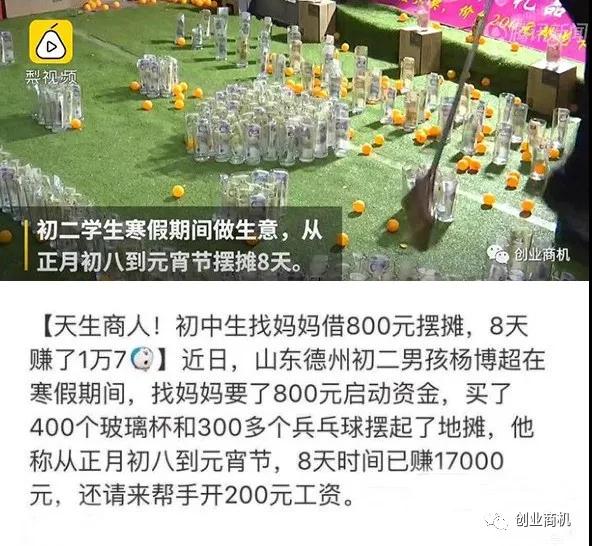 梨视频
初二学生寒假期间做生意，从
正月初八到元宵节摆摊8天。
创业商机
【天生商人！初中生找妈妈借800元摆摊，8天
赚了1万7】近日，山东德州初二男孩杨博超在
寒假期间，找妈妈要了800元启动资金，买了
400个玻璃杯和300多个兵乓球摆起了地摊，他
称从正月初八到元宵节，8天时间已赚17000
元，还请来帮手开200元工资。
创业商机